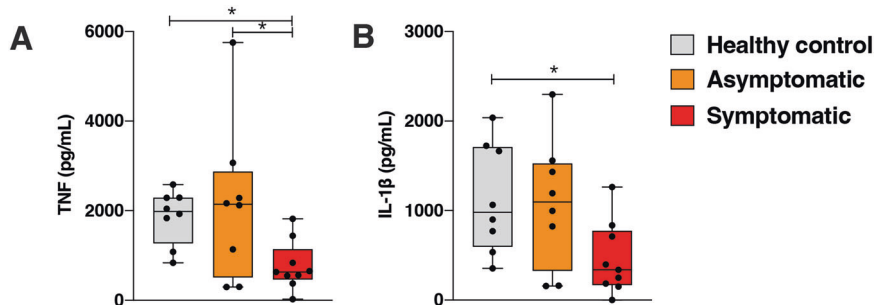 A
TNF (pg/mL)
6000
4000
2000
0
*
*
B
IL-1β (pg/mL)
3000
2000
1000
0
*
Healthy control
Asymptomatic
Symptomatic